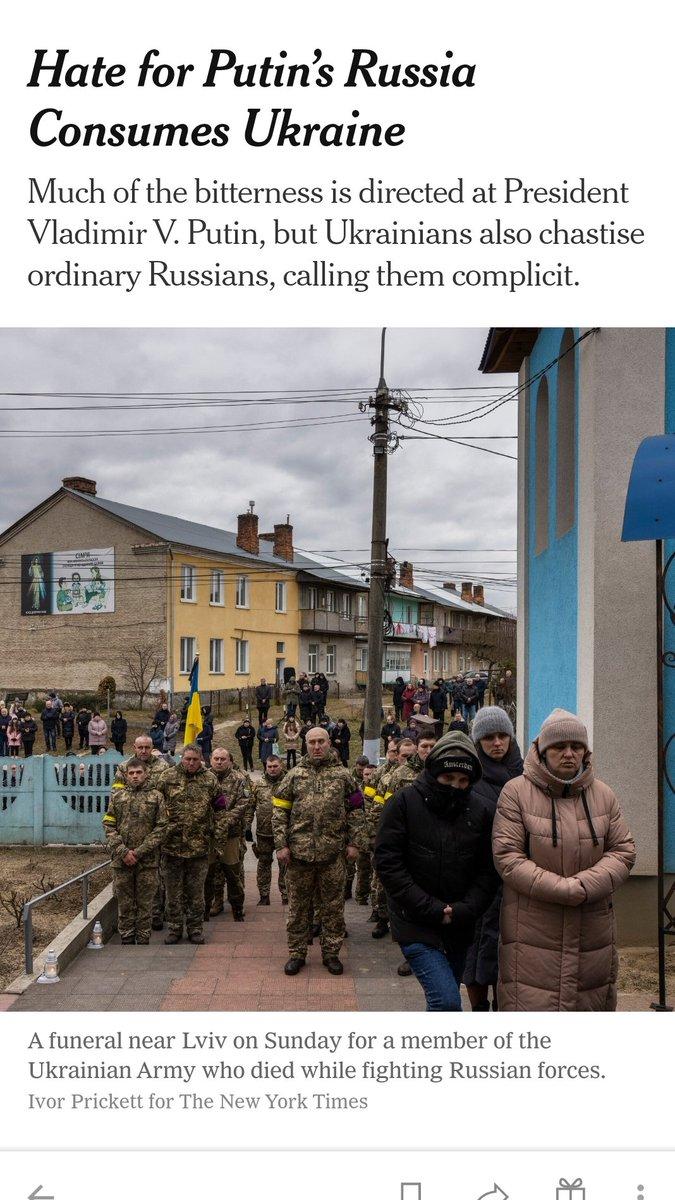 Hate for Putin's Russia
Consumes Ukraine
Much of the bitterness is directed at President
Vladimir V. Putin, but Ukrainians also chastise
ordinary Russians, calling them complicit.
Amsterdam
A funeral near Lviv on Sunday for a member of the
Ukrainian Army who died while fighting Russian forces.
Ivor Prickett for The New York Times